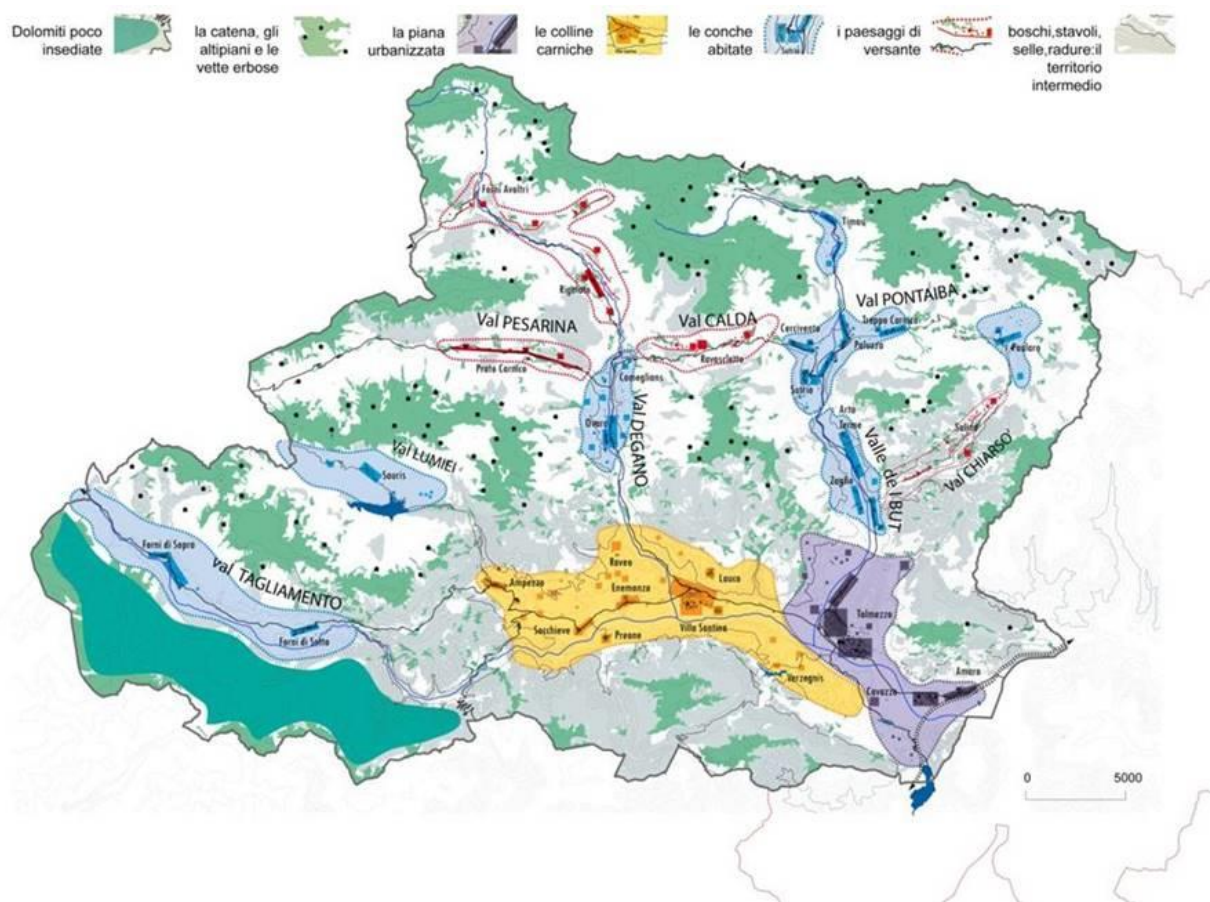 Dolomiti poco
insediate
la catena, gli
altipiani e le
vette erbose
la piana
urbanizzata
le colline
carniche
le conche
abitate
i paesaggi di
versante
boschi,stavoli,
selle,radure:il
territorio
intermedio
Forni Avoltri
Timau
Rigolato
Val PESARINA
Val CALDA
Val PONTAIBA
Cercivento
Treppo Carnico
Paluzza
Paularo
Prato Carnico
Ravascletto
Comeglians
Sutrio
Ovaro
Val DEGANO
Arta
Terme
Valle de l BUT
Val CHIARSO'
Val LUMIEI
Sauris
Zuglio
Forni di Sopra
Val TAGLIAMENTO
Forni di Sotto
Ampezzo
Raveo
Enemonzo
Lauco
Socchieve
Preone
Villa Santina
Tolmezzo
Verzegnis
Cavazzo
Amaro
0 5000